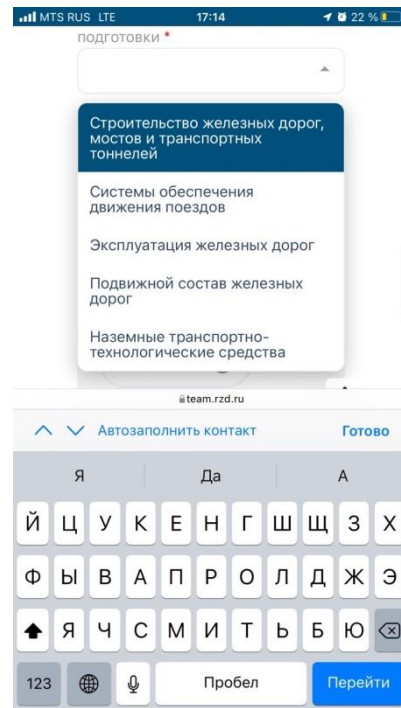 MTS RUS LTE 17:14 22 %
подготовки *
Строительство железных дорог,
мостов и транспортных
тоннелей
Системы обеспечения
движения поездов
Эксплуатация железных дорог
Подвижной состав железных
дорог
Наземные транспортно-
технологические средства
team.rzd.ru
Автозаполнить контакт Готово
Я Да А
Й Ц У К Е Н Г Ш Щ З Х
Ф Ы В А П Р О Л Д Ж Э
Я Ч С М И Т Ь Б Ю
123 Пробел Перейти